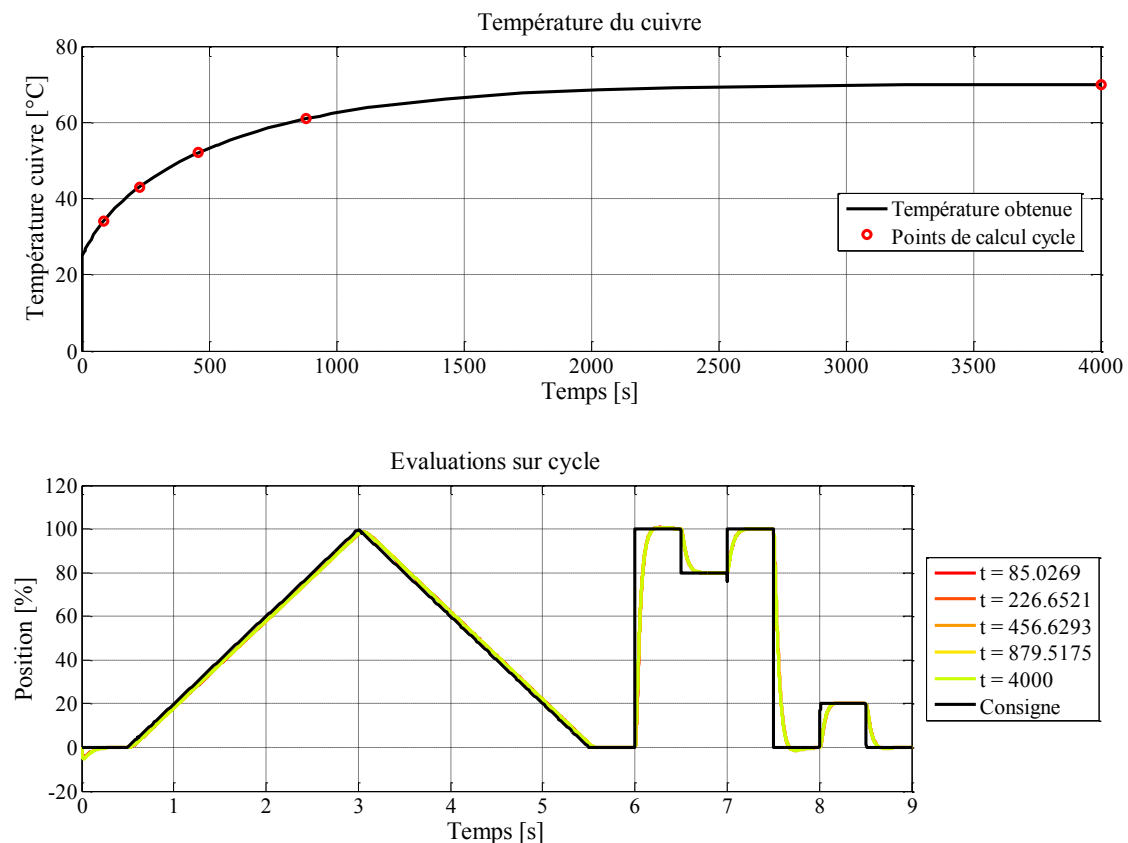 Température du cuivre
Température cuivre [°C]
80
60
40
20
0
Température obtenue
Points de calcul cycle
0 500 1000 1500 2000 2500 3000 3500 4000
Temps [s]
Evaluations sur cycle
Position [%]
120
100
80
60
40
20
0
-20
t = 85.0269
t = 226.6521
t = 456.6293
t = 879.5175
t = 4000
Consigne
0 1 2 3 4 5 6 7 8 9
Temps [s]